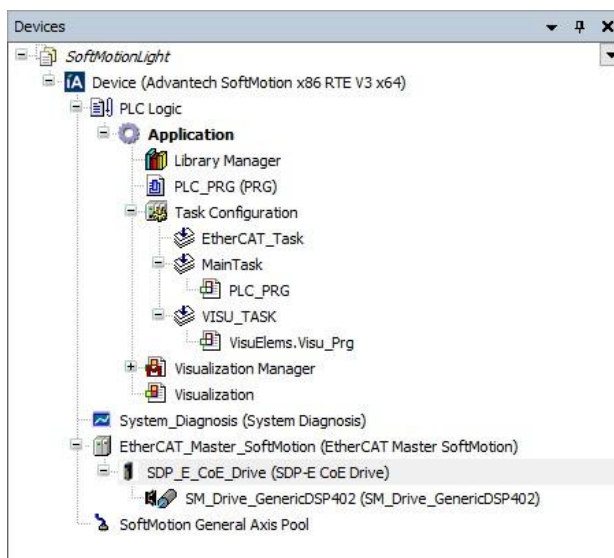 Devices
SoftMotionLight
Device (Advantech SoftMotion x86 RTE V3 x64)
PLC Logic
Application
Library Manager
PLC_PRG (PRG)
Task Configuration
EtherCAT_Task
MainTask
PLC_PRG
VISU_TASK
VisuElems.Visu_Prg
Visualization Manager
Visualization
System_Diagnosis (System Diagnosis)
EtherCAT_Master_SoftMotion (EtherCAT Master SoftMotion)
SDP_E_CoE_Drive (SDP-E CoE Drive)
SM_Drive_GenericDSP402 (SM_Drive_GenericDSP402)
SoftMotion General Axis Pool